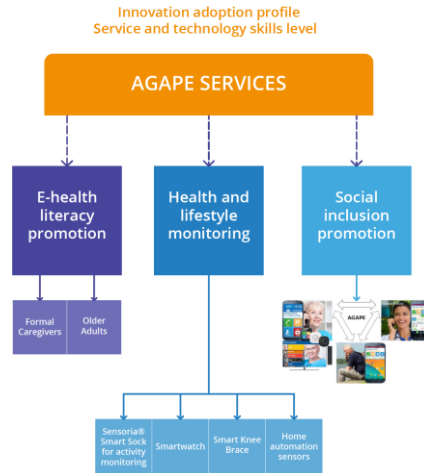 Innovation adoption profile
Service and technology skills level
AGAPE SERVICES
E-health
literacy
promotion
Health and
lifestyle
monitoring
Social
inclusion
promotion
Formal
Caregivers
Older
Adults
AGAPE
Sensoria®
Smart Sock
for activity
monitoring
Smartwatch
Smart Knee
Brace
Home
automation
sensors